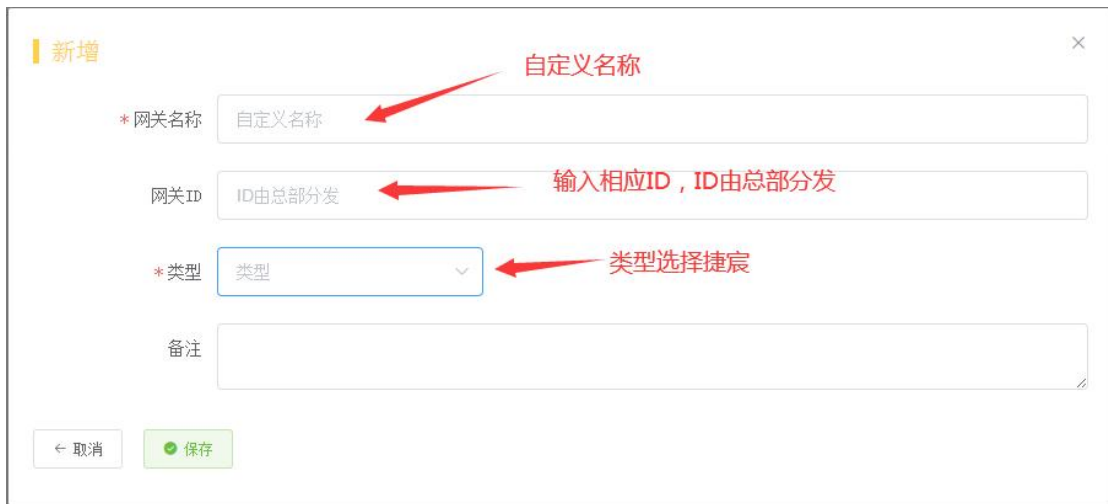 新增
×
自定义名称
*网关名称 自定义名称
输入相应ID，ID由总部分发
网关ID ID由总部分发
类型选择捷宸
*类型 类型
备注
← 取消 保存